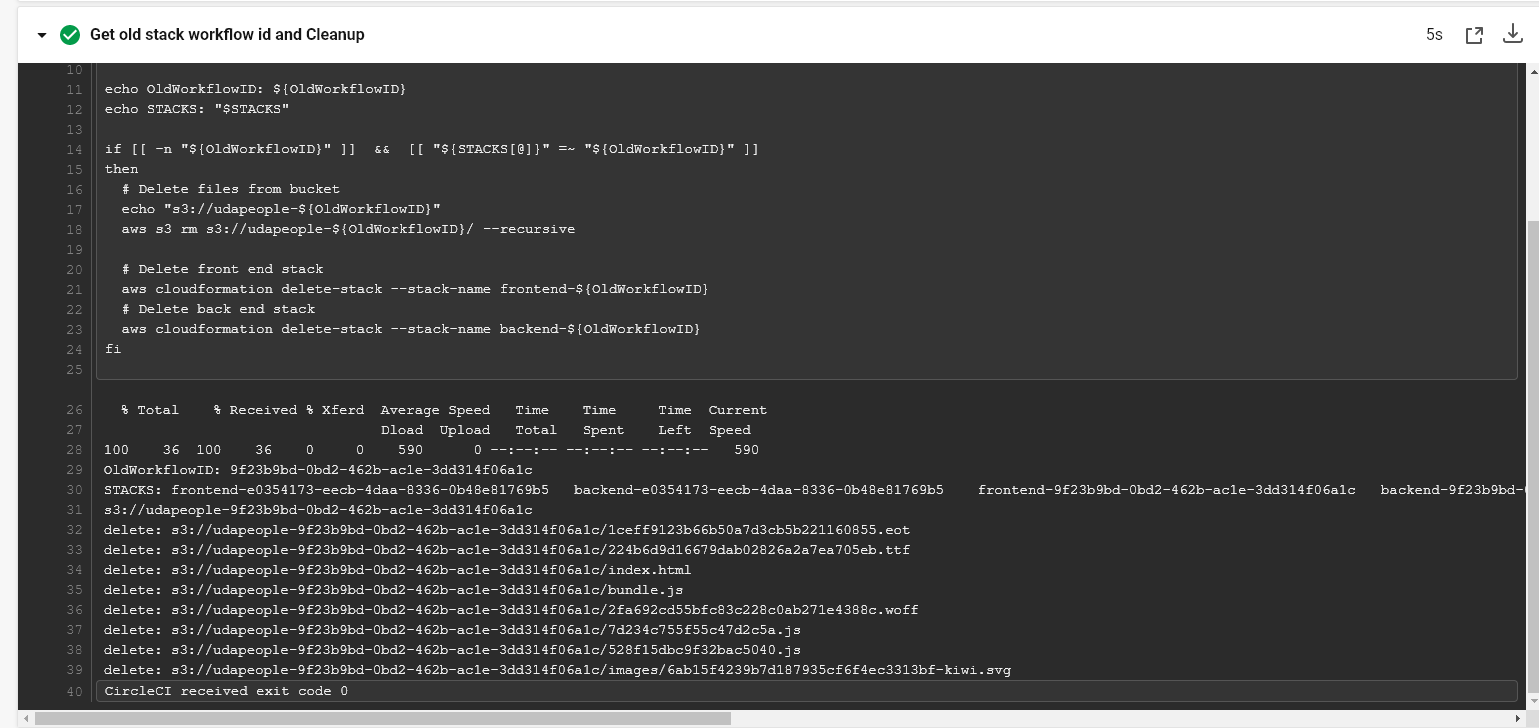 Get old stack workflow id and Cleanup 5s
10
11 echo OldWorkflowID: ${OldWorkflowID}
12 echo STACKS: "$STACKS"
13
14 if [[ -n "${OldWorkflowID}" ]]  &&  [[ "${STACKS[@]}" =~ "${OldWorkflowID}" ]]
15 then
16   # Delete files from bucket
17   echo "s3://udapeople-${OldWorkflowID}"
18   aws s3 rm s3://udapeople-${OldWorkflowID}/ --recursive
19
20   # Delete front end stack
21   aws cloudformation delete-stack --stack-name frontend-${OldWorkflowID}
22   # Delete back end stack
23   aws cloudformation delete-stack --stack-name backend-${OldWorkflowID}
24 fi
25
26   % Total    % Received % Xferd  Average Speed   Time    Time     Time  Current
27                                  Dload  Upload   Total   Spent    Left  Speed
28 100    36  100    36    0     0    590      0 --:--:-- --:--:-- --:--:--   590
29 OldWorkflowID: 9f23b9bd-0bd2-462b-ac1e-3dd314f06a1c
30 STACKS: frontend-e0354173-eecb-4daa-8336-0b48e81769b5   backend-e0354173-eecb-4daa-8336-0b48e81769b5    frontend-9f23b9bd-0bd2-462b-ac1e-3dd314f06a1c   backend-9f23b9bd-
31 s3://udapeople-9f23b9bd-0bd2-462b-ac1e-3dd314f06a1c
32 delete: s3://udapeople-9f23b9bd-0bd2-462b-ac1e-3dd314f06a1c/1ceff9123b66b50a7d3cb5b221160855.eot
33 delete: s3://udapeople-9f23b9bd-0bd2-462b-ac1e-3dd314f06a1c/224b6d9d16679dab02826a2a7ea705eb.ttf
34 delete: s3://udapeople-9f23b9bd-0bd2-462b-ac1e-3dd314f06a1c/index.html
35 delete: s3://udapeople-9f23b9bd-0bd2-462b-ac1e-3dd314f06a1c/bundle.js
36 delete: s3://udapeople-9f23b9bd-0bd2-462b-ac1e-3dd314f06a1c/2fa692cd55bfc83c228c0ab271e4388c.woff
37 delete: s3://udapeople-9f23b9bd-0bd2-462b-ac1e-3dd314f06a1c/7d234c755f55c47d2c5a.js
38 delete: s3://udapeople-9f23b9bd-0bd2-462b-ac1e-3dd314f06a1c/528f15dbc9f32bac5040.js
39 delete: s3://udapeople-9f23b9bd-0bd2-462b-ac1e-3dd314f06a1c/images/6ab15f4239b7d187935cf6f4ec3313bf-kiwi.svg
40 CircleCI received exit code 0